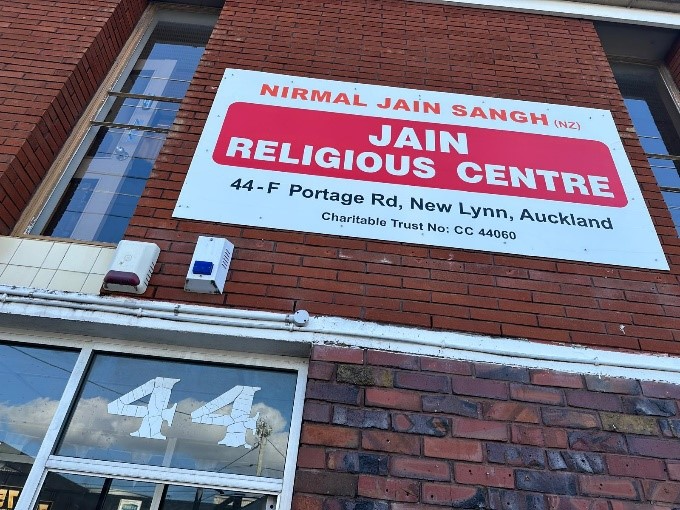 NIRMAL JAIN SANGH (NZ)
JAIN
RELIGIOUS CENTRE
44-F Portage Rd, New Lynn, Auckland
Charitable Trust No: CC 44060
44